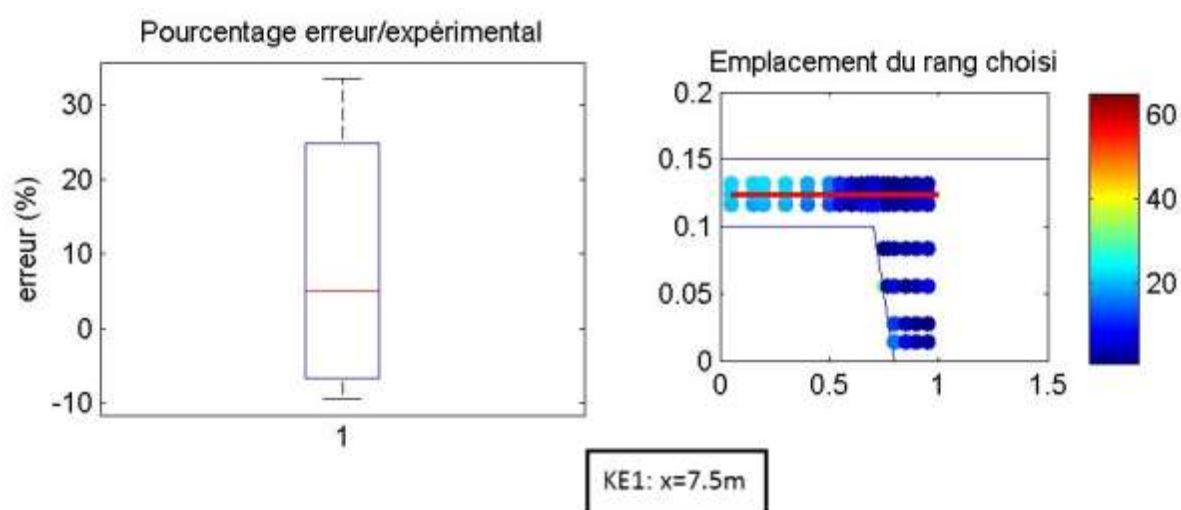 Pourcentage erreur/expérimental
erreur (%)
30
20
10
0
-10
1
Emplacement du rang choisi
0.2
0.15
0.1
0.05
0
0 0.5 1 1.5
60
40
20
KE1: x=7.5m